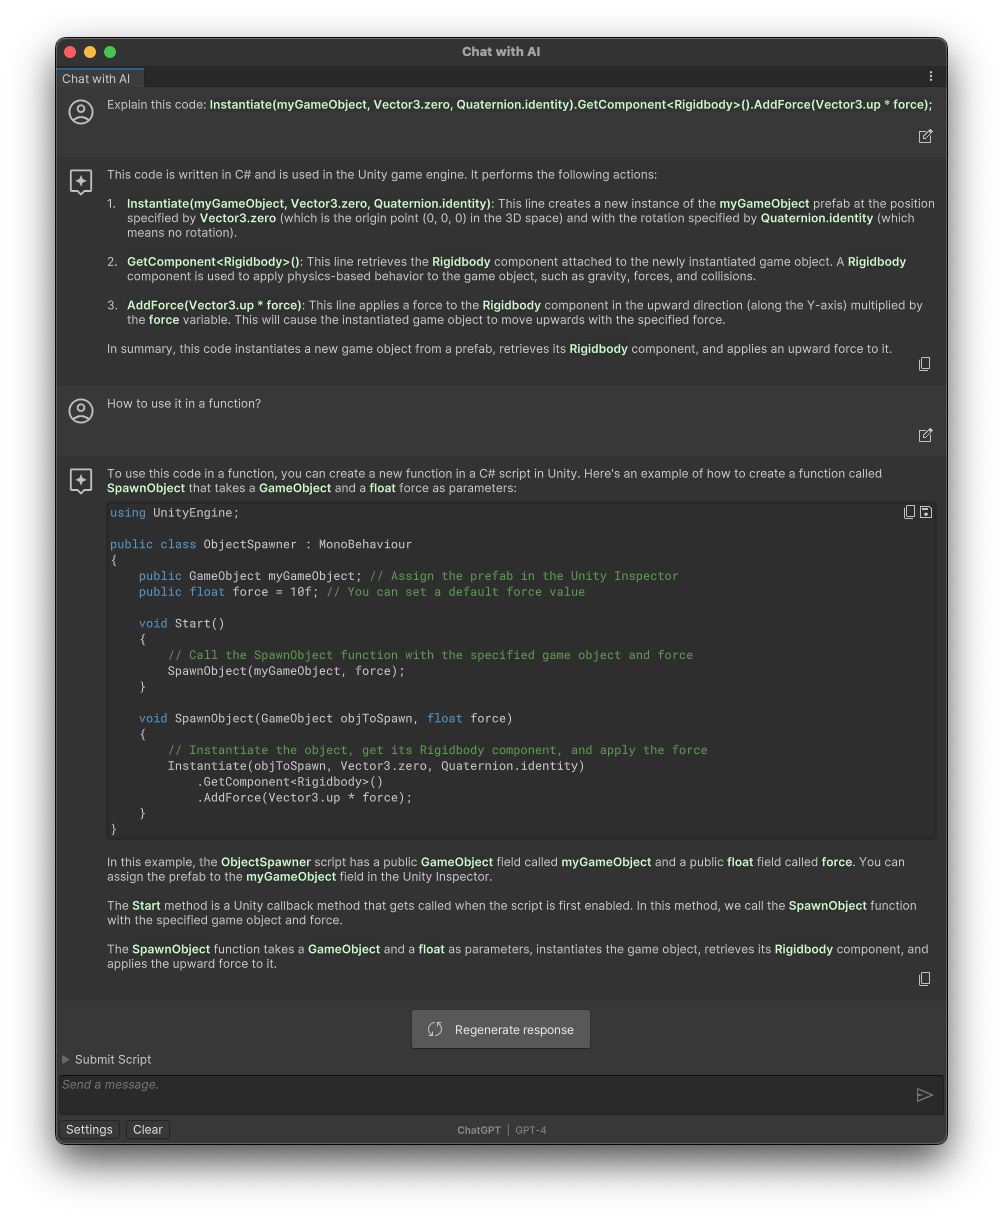 Chat with AI
Chat with AI
Explain this code: Instantiate(myGameObject, Vector3.zero, Quaternion.identity).GetComponent<Rigidbody>().AddForce(Vector3.up * force);
This code is written in C# and is used in the Unity game engine. It performs the following actions:
1. Instantiate(myGameObject, Vector3.zero, Quaternion.identity): This line creates a new instance of the myGameObject prefab at the position
specified by Vector3.zero (which is the origin point (0, 0, 0) in the 3D space) and with the rotation specified by Quaternion.identity (which
means no rotation).
2. GetComponent<Rigidbody>(): This line retrieves the Rigidbody component attached to the newly instantiated game object. A Rigidbody
component is used to apply physics-based behavior to the game object, such as gravity, forces, and collisions.
3. AddForce(Vector3.up * force): This line applies a force to the Rigidbody component in the upward direction (along the Y-axis) multiplied by
the force variable. This will cause the instantiated game object to move upwards with the specified force.
In summary, this code instantiates a new game object from a prefab, retrieves its Rigidbody component, and applies an upward force to it.
How to use it in a function?
To use this code in a function, you can create a new function in a C# script in Unity. Here's an example of how to create a function called
SpawnObject that takes a GameObject and a float force as parameters:
using UnityEngine;
public class ObjectSpawner : MonoBehaviour
{
    public GameObject myGameObject; // Assign the prefab in the Unity Inspector
    public float force = 10f; // You can set a default force value
    void Start()
    {
        // Call the SpawnObject function with the specified game object and force
        SpawnObject(myGameObject, force);
    }
    void SpawnObject(GameObject objToSpawn, float force)
    {
        // Instantiate the object, get its Rigidbody component, and apply the force
        Instantiate(objToSpawn, Vector3.zero, Quaternion.identity)
            .GetComponent<Rigidbody>()
            .AddForce(Vector3.up * force);
    }
}
In this example, the ObjectSpawner script has a public GameObject field called myGameObject and a public float field called force. You can
assign the prefab to the myGameObject field in the Unity Inspector.
The Start method is a Unity callback method that gets called when the script is first enabled. In this method, we call the SpawnObject function
with the specified game object and force.
The SpawnObject function takes a GameObject and a float as parameters, instantiates the game object, retrieves its Rigidbody component, and
applies the upward force to it.
Regenerate response
Submit Script
Send a message.
Settings Clear ChatGPT | GPT-4